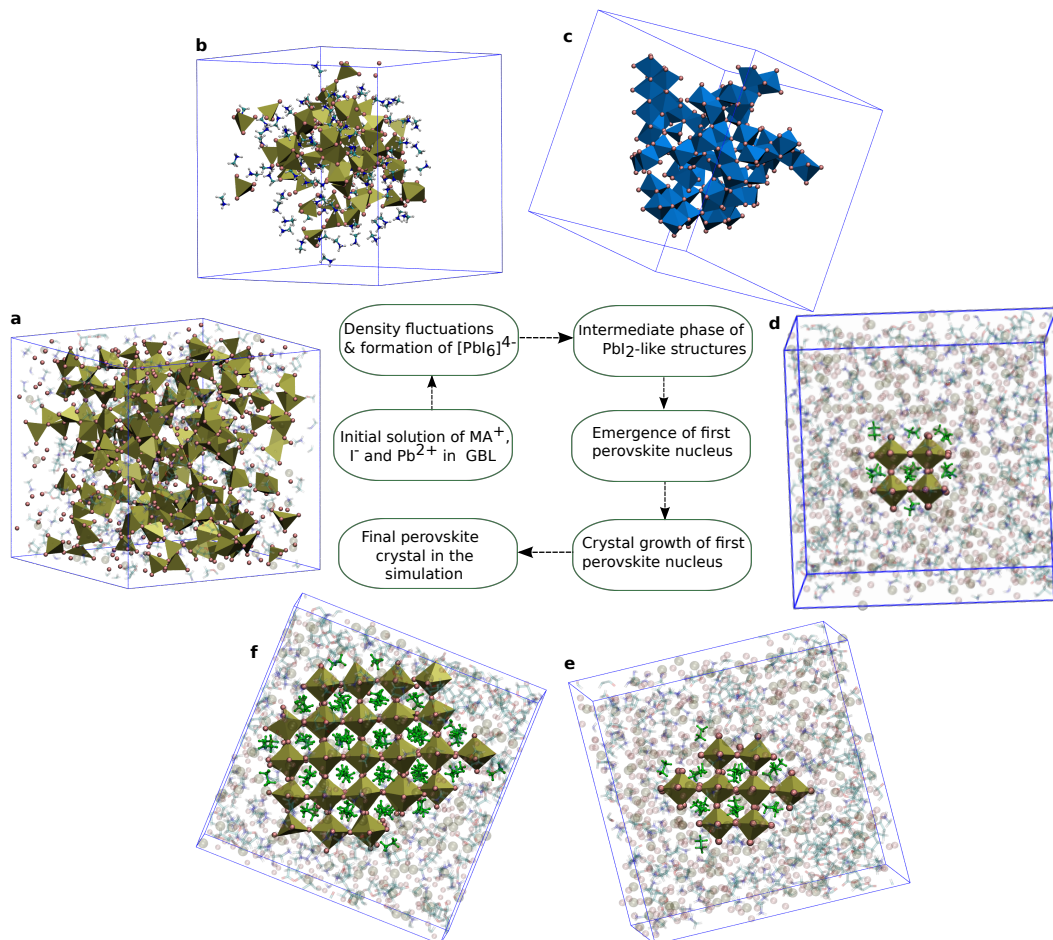 b
c
a
Density fluctuations
& formation of [PbI6]4-
Intermediate phase of
PbI2-like structures
d
Initial solution of MA+,
I- and Pb2+ in GBL
Emergence of first
perovskite nucleus
Final perovskite
crystal in the
simulation
Crystal growth of first
perovskite nucleus
f
e